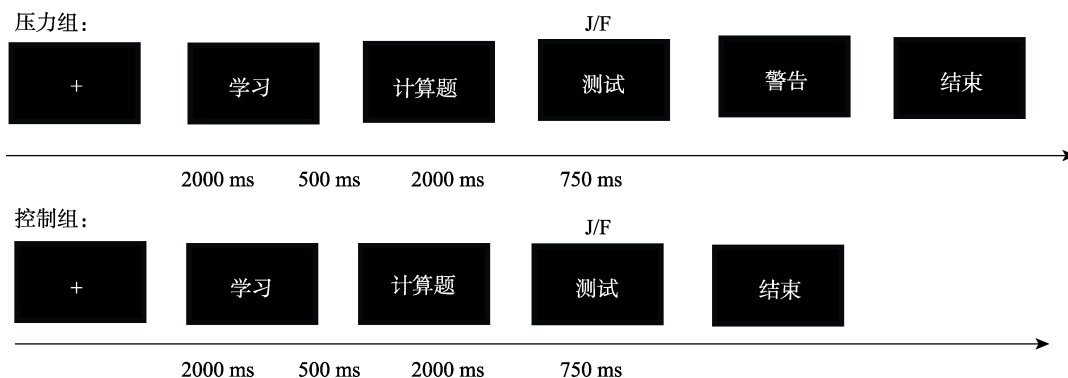 压力组：
J/F
+ 学习 计算题 测试 警告 结束
2000 ms 500 ms 2000 ms 750 ms
控制组：
J/F
+ 学习 计算题 测试 结束
2000 ms 500 ms 2000 ms 750 ms